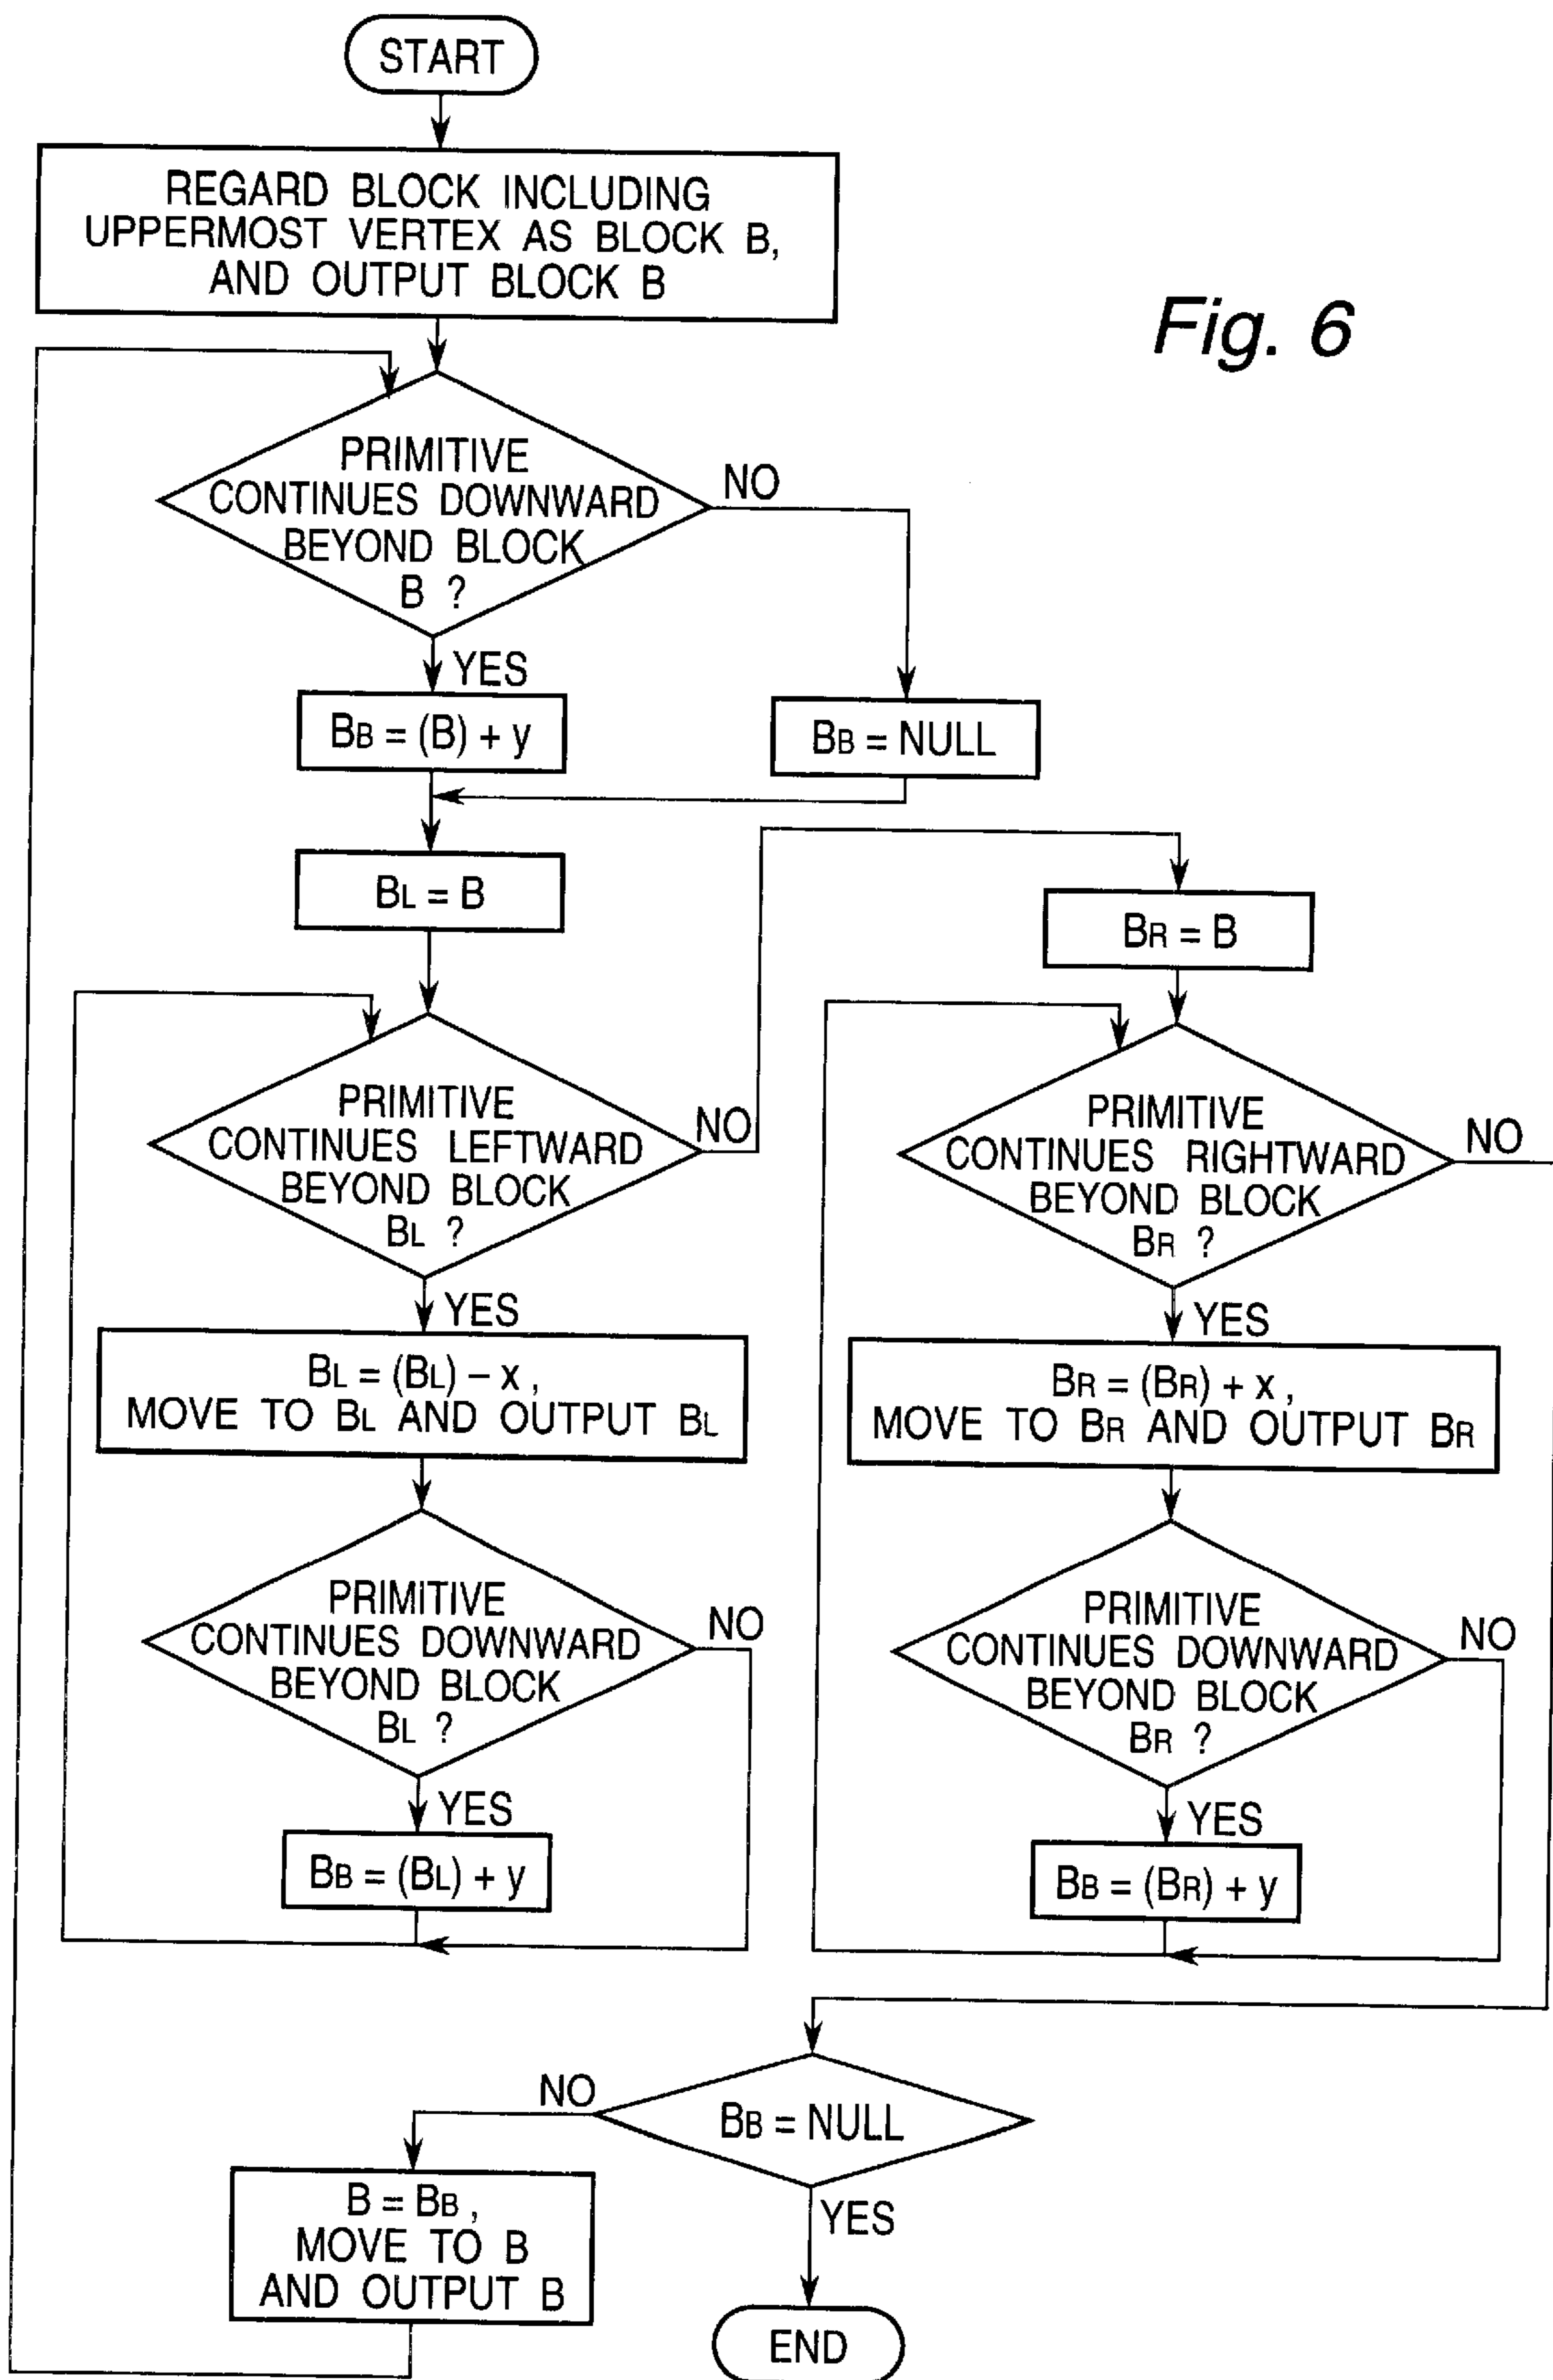 START
REGARD BLOCK INCLUDING
UPPERMOST VERTEX AS BLOCK B,
AND OUTPUT BLOCK B
Fig. 6
PRIMITIVE
CONTINUES DOWNWARD
BEYOND BLOCK
B ?
NO
YES
BB = (B) + y
BB = NULL
BL = B
BR = B
PRIMITIVE
CONTINUES LEFTWARD
BEYOND BLOCK
BL ?
NO
YES
BL = (BL) – x ,
MOVE TO BL AND OUTPUT BL
PRIMITIVE
CONTINUES DOWNWARD
BEYOND BLOCK
BL ?
NO
YES
BB = (BL) + y
PRIMITIVE
CONTINUES RIGHTWARD
BEYOND BLOCK
BR ?
NO
YES
BR = (BR) + x ,
MOVE TO BR AND OUTPUT BR
PRIMITIVE
CONTINUES DOWNWARD
BEYOND BLOCK
BR ?
NO
YES
BB = (BR) + y
BB = NULL
NO
YES
B = BB ,
MOVE TO B
AND OUTPUT B
END